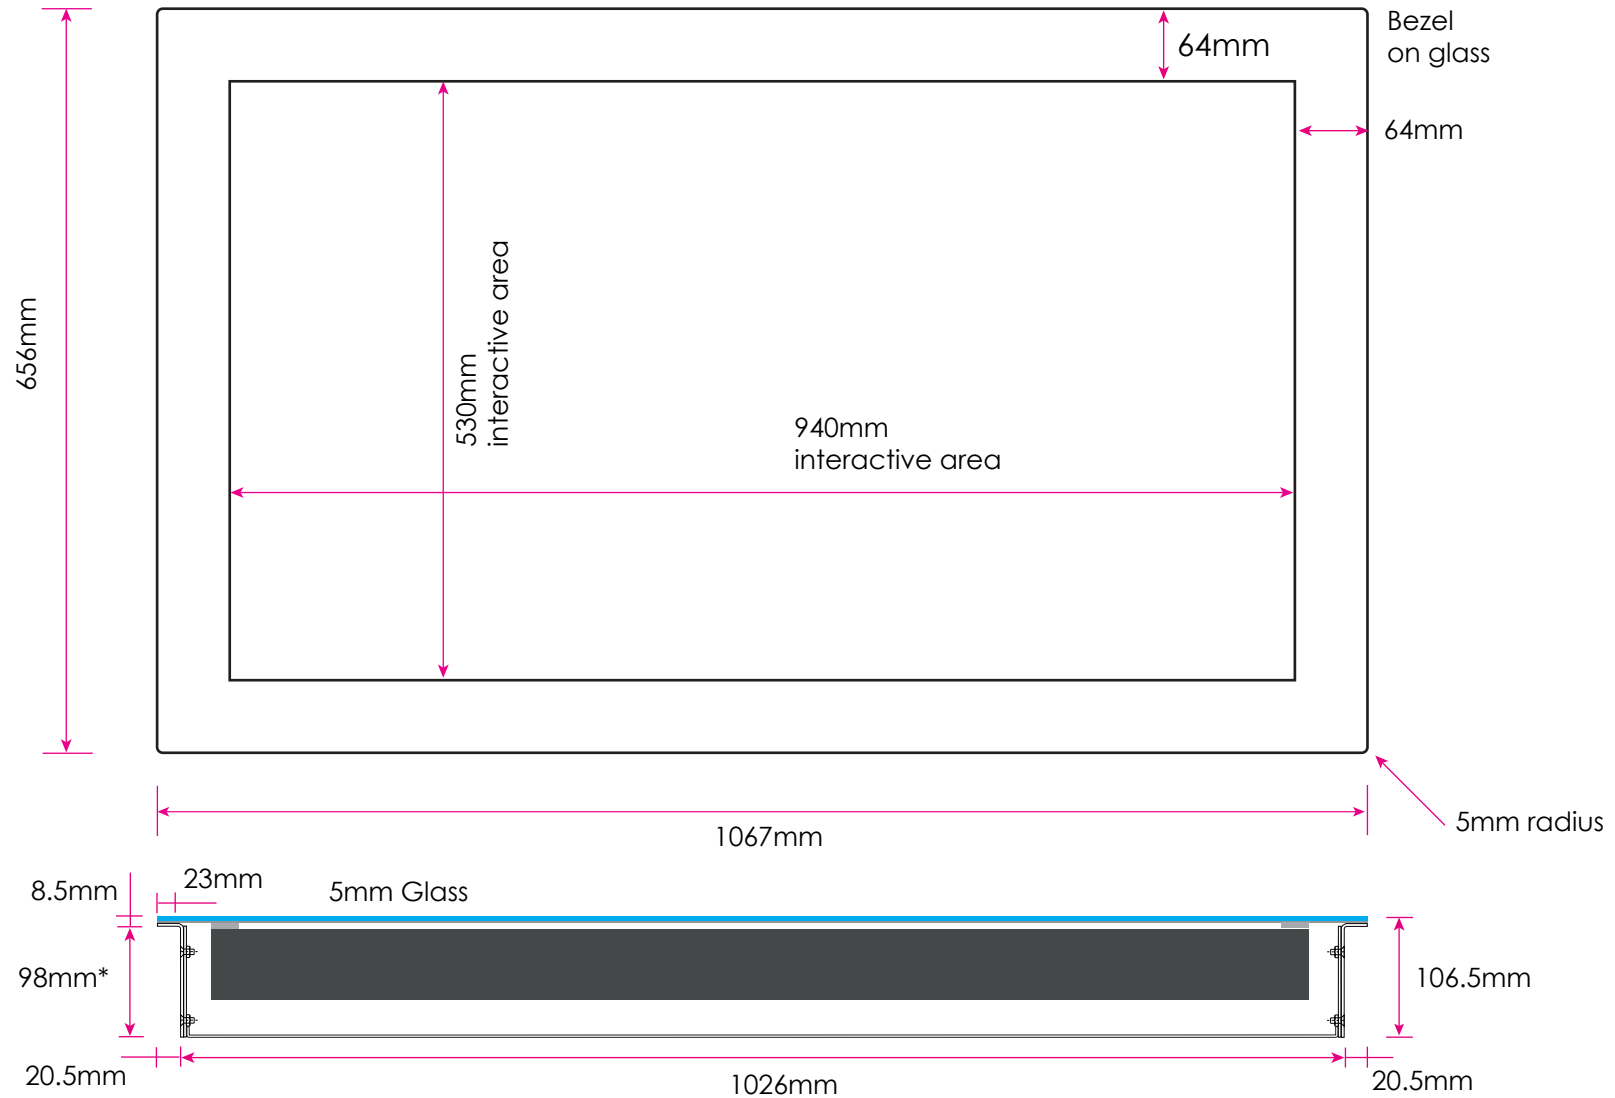 Bezel
on glass
64mm
64mm
656mm
530mm
interactive area
940mm
interactive area
1067mm
5mm radius
8.5mm
23mm
5mm Glass
98mm*
106.5mm
20.5mm
1026mm
20.5mm